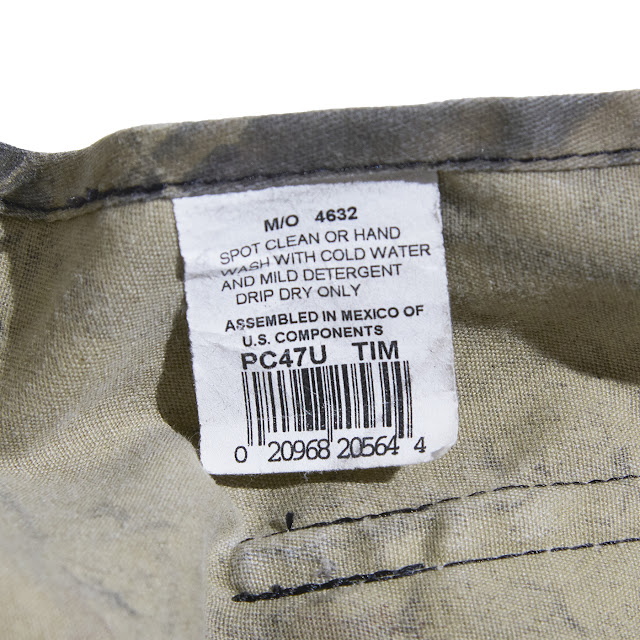 M/O 4632
SPOT CLEAN OR HAND
WASH WITH COLD WATER
AND MILD DETERGENT
DRIP DRY ONLY
ASSEMBLED IN MEXICO OF
U.S. COMPONENTS
PC47U TIM
0 20968 20564 4